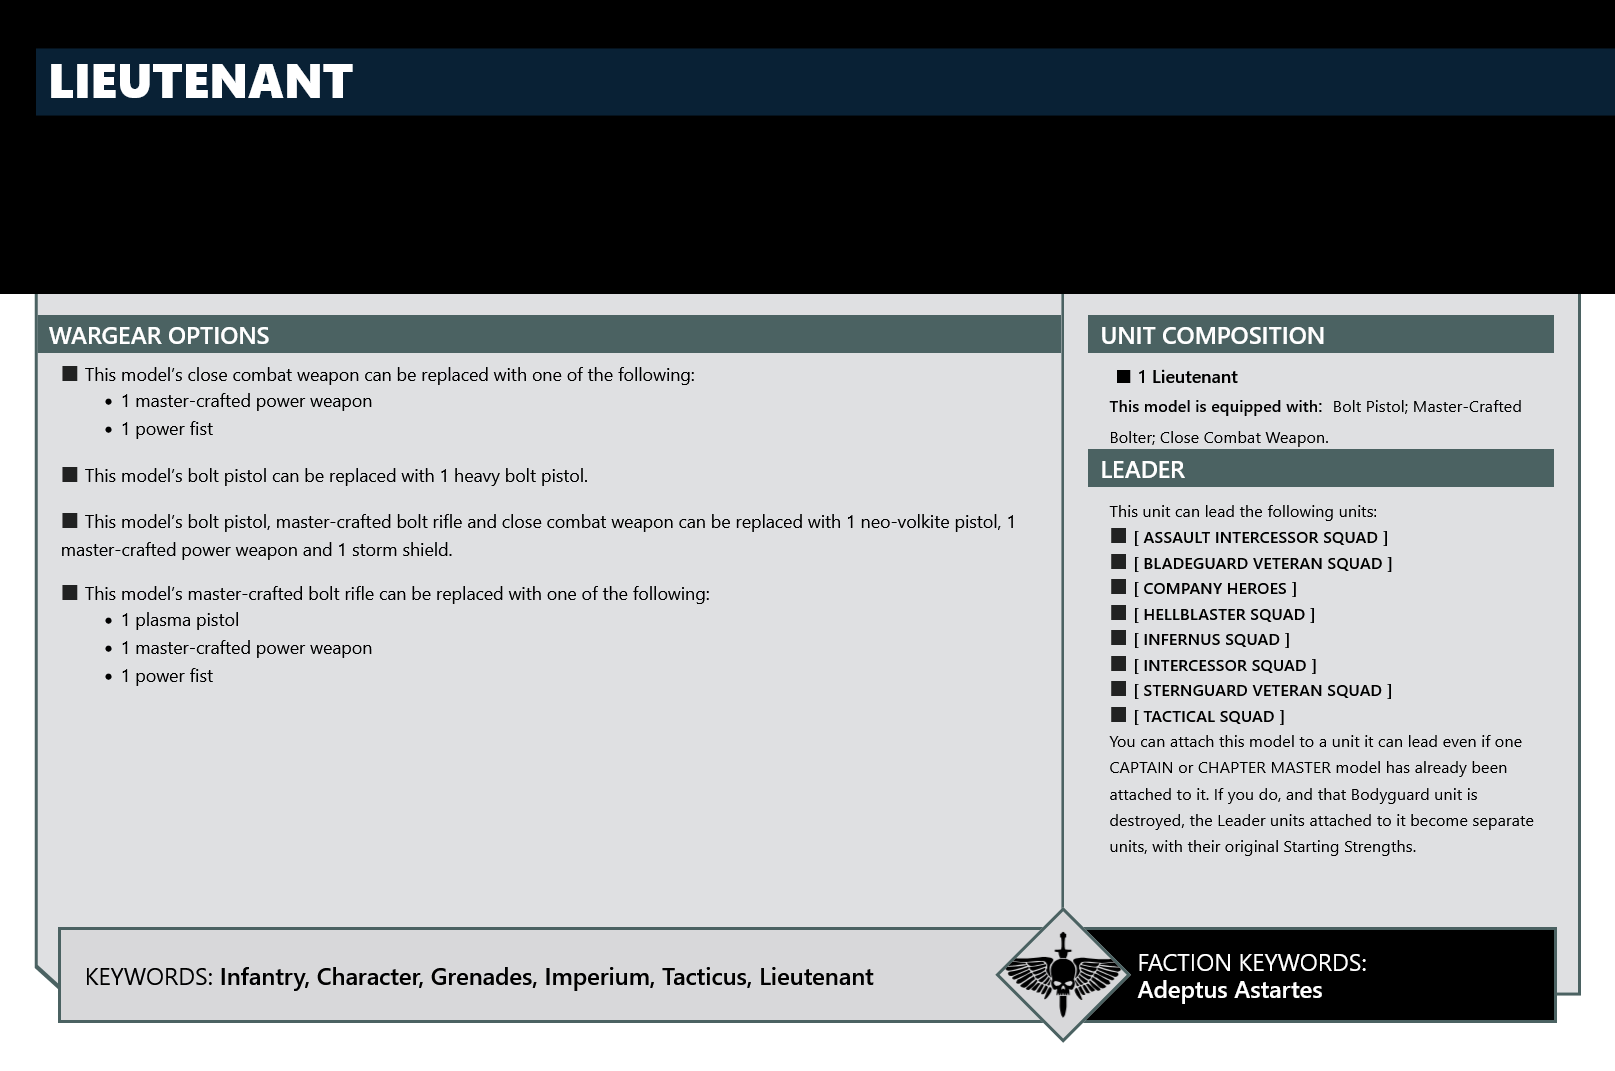 LIEUTENANT
WARGEAR OPTIONS
■ This model's close combat weapon can be replaced with one of the following:
• 1 master-crafted power weapon
• 1 power fist
■ This model's bolt pistol can be replaced with 1 heavy bolt pistol.
■ This model's bolt pistol, master-crafted bolt rifle and close combat weapon can be replaced with 1 neo-volkite pistol, 1
master-crafted power weapon and 1 storm shield.
■ This model's master-crafted bolt rifle can be replaced with one of the following:
• 1 plasma pistol
• 1 master-crafted power weapon
• 1 power fist
UNIT COMPOSITION
■ 1 Lieutenant
This model is equipped with: Bolt Pistol; Master-Crafted
Bolter; Close Combat Weapon.
LEADER
This unit can lead the following units:
■ [ ASSAULT INTERCESSOR SQUAD ]
■ [ BLADEGUARD VETERAN SQUAD ]
■ [ COMPANY HEROES ]
■ [ HELLBLASTER SQUAD ]
■ [ INFERNUS SQUAD ]
■ [ INTERCESSOR SQUAD ]
■ [ STERNGUARD VETERAN SQUAD ]
■ [ TACTICAL SQUAD ]
You can attach this model to a unit it can lead even if one
CAPTAIN or CHAPTER MASTER model has already been
attached to it. If you do, and that Bodyguard unit is
destroyed, the Leader units attached to it become separate
units, with their original Starting Strengths.
KEYWORDS: Infantry, Character, Grenades, Imperium, Tacticus, Lieutenant
FACTION KEYWORDS:
Adeptus Astartes